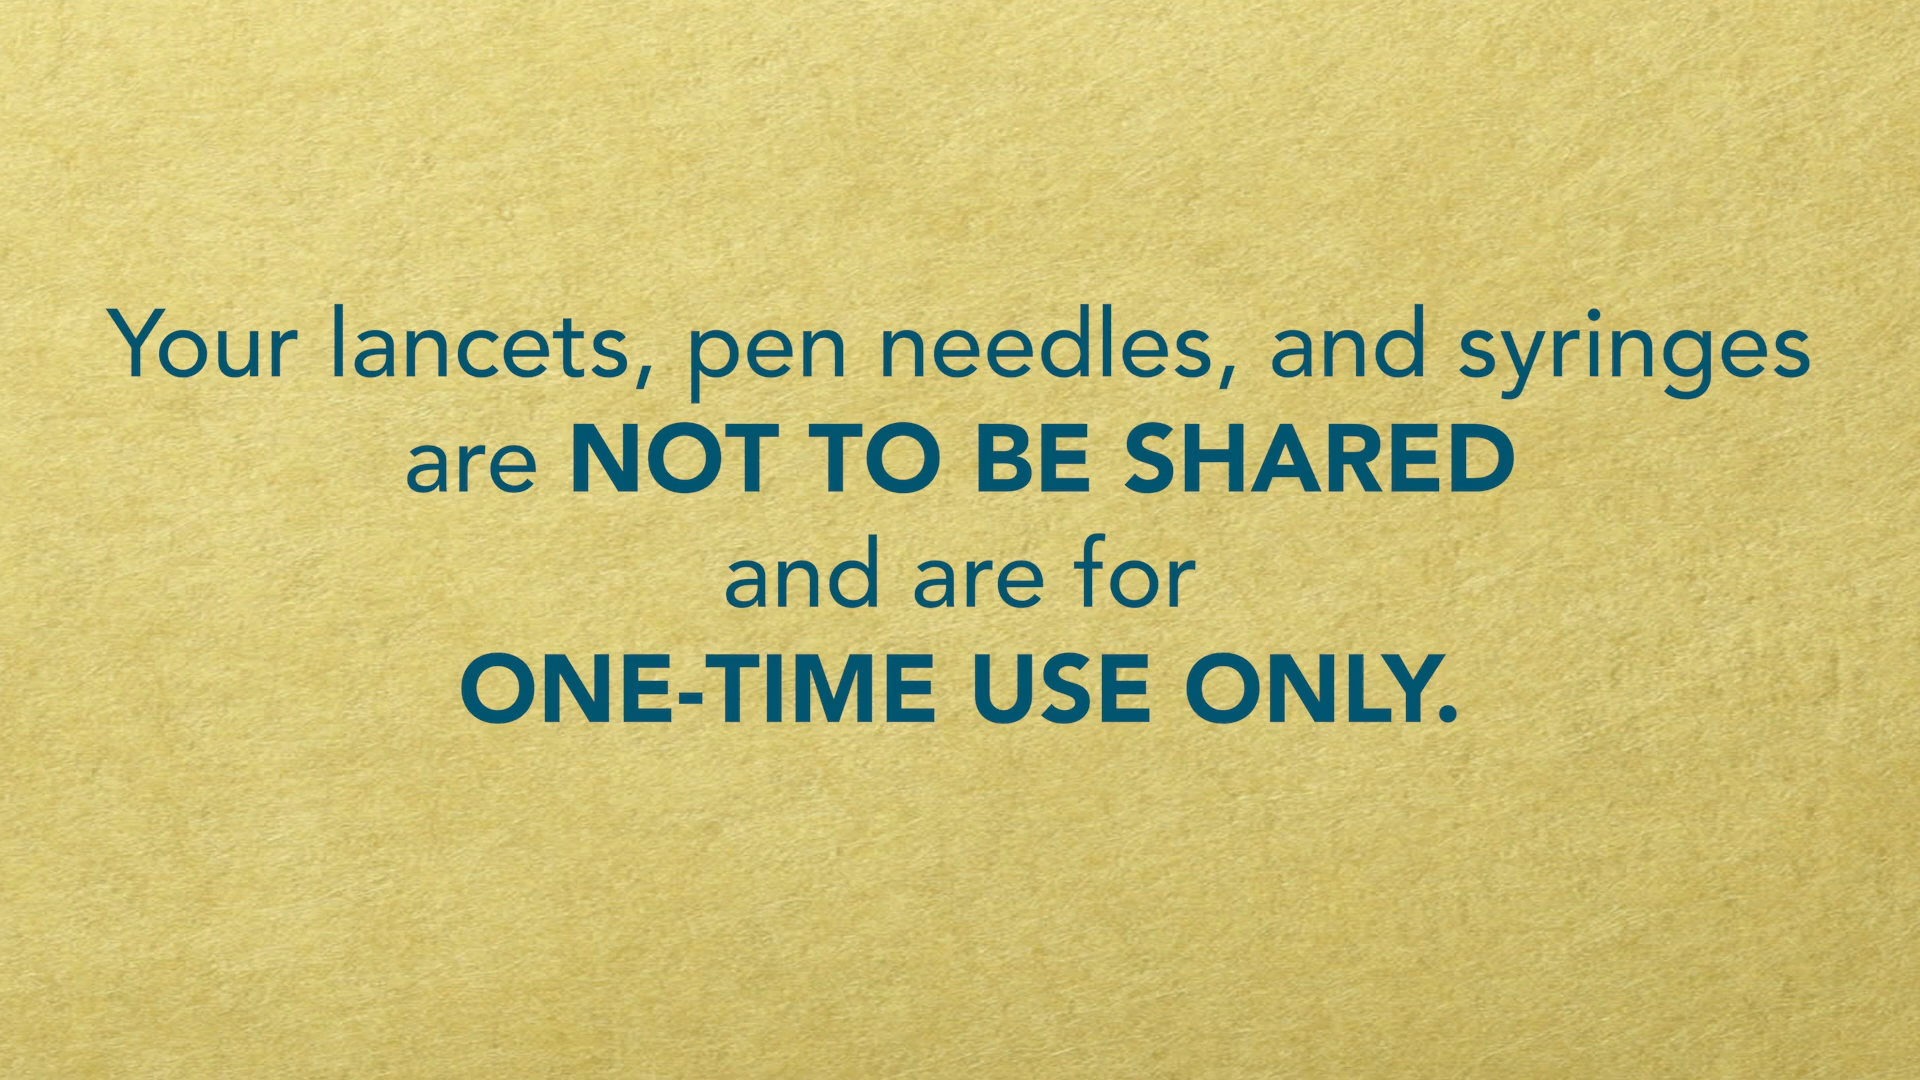 Your lancets, pen needles, and syringes
are NOT TO BE SHARED
and are for
ONE-TIME USE ONLY.